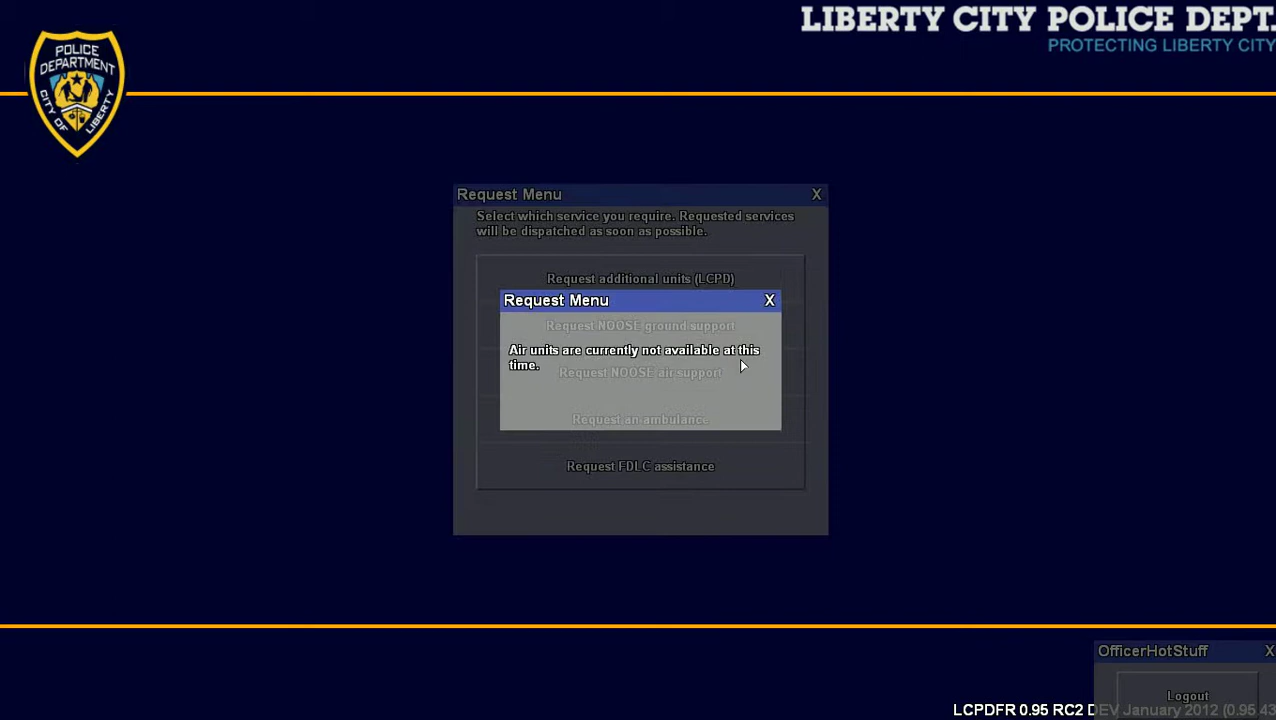 LIBERTY CITY POLICE DEPT.
PROTECTING LIBERTY CITY
POLICE
DEPARTMENT
CITY OF LIBERTY
Request Menu X
Select which service you require. Requested services
will be dispatched as soon as possible.
Request additional units (LCPD)
Request Menu X
Request NOOSE ground support
Air units are currently not available at this
time.
Request NOOSE air support
Request an ambulance
Request FDLC assistance
OfficerHotStuff X
Logout
LCPDFR 0.95 RC2 DEV January 2012 (0.95.43